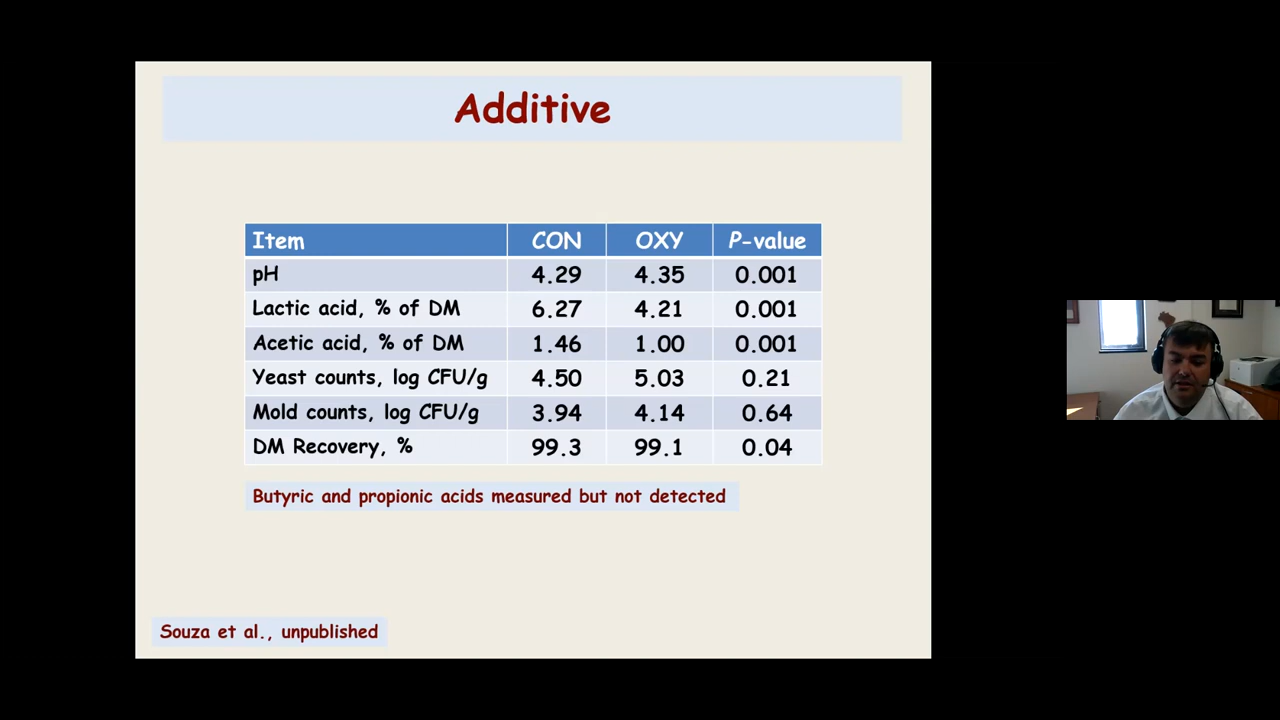 Additive
Item CON OXY P-value
pH 4.29 4.35 0.001
Lactic acid, % of DM 6.27 4.21 0.001
Acetic acid, % of DM 1.46 1.00 0.001
Yeast counts, log CFU/g 4.50 5.03 0.21
Mold counts, log CFU/g 3.94 4.14 0.64
DM Recovery, % 99.3 99.1 0.04
Butyric and propionic acids measured but not detected
Souza et al., unpublished